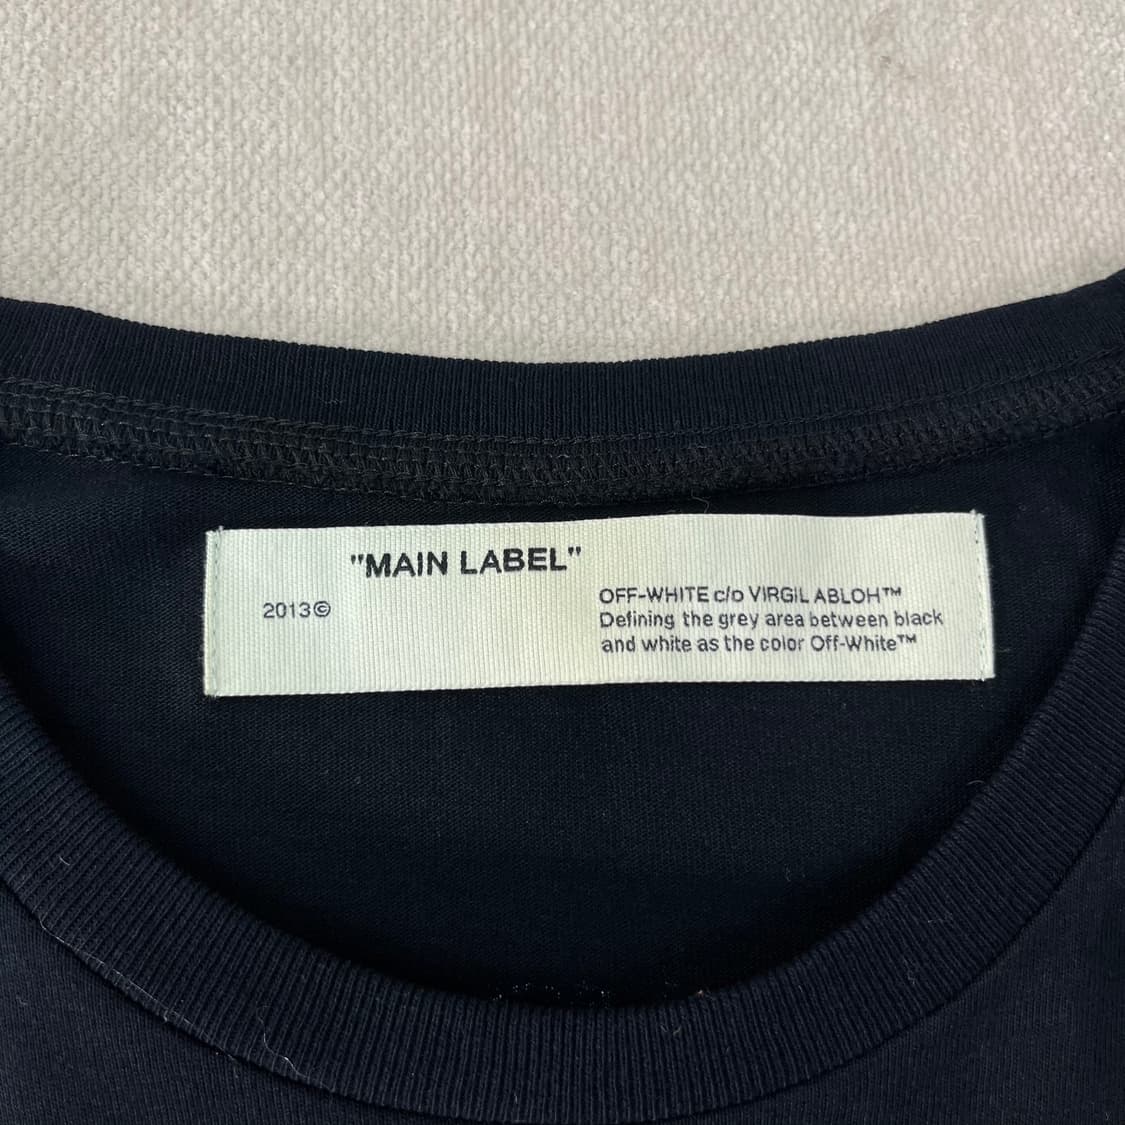 "MAIN LABEL"
2013©
OFF-WHITE c/o VIRGIL ABLOH™
Defining the grey area between black
and white as the color Off-White™